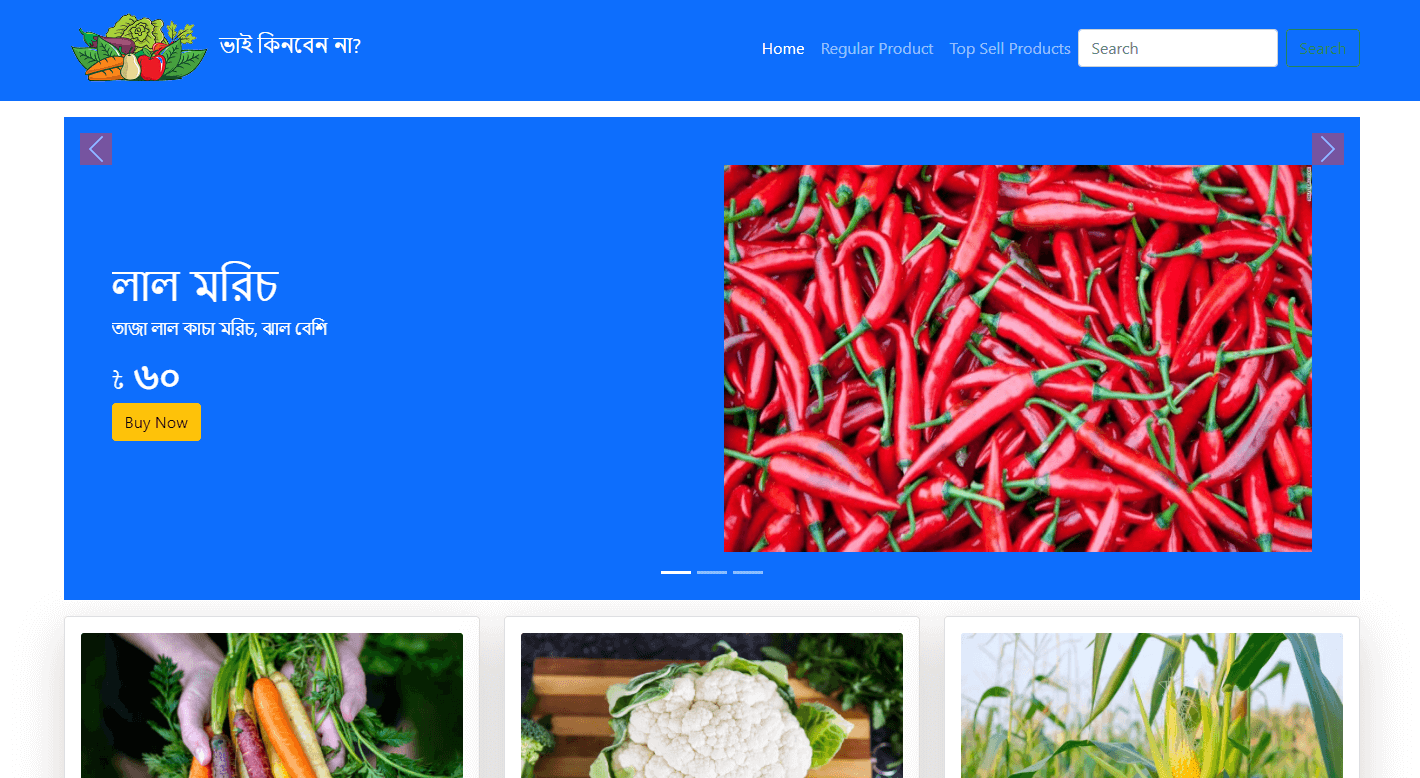 ভাই কিনবেন না?
Home Regular Product Top Sell Products Search Search
লাল মরিচ
তাজা লাল কাচা মরিচ, ঝাল বেশি
৳ ৬০
Buy Now